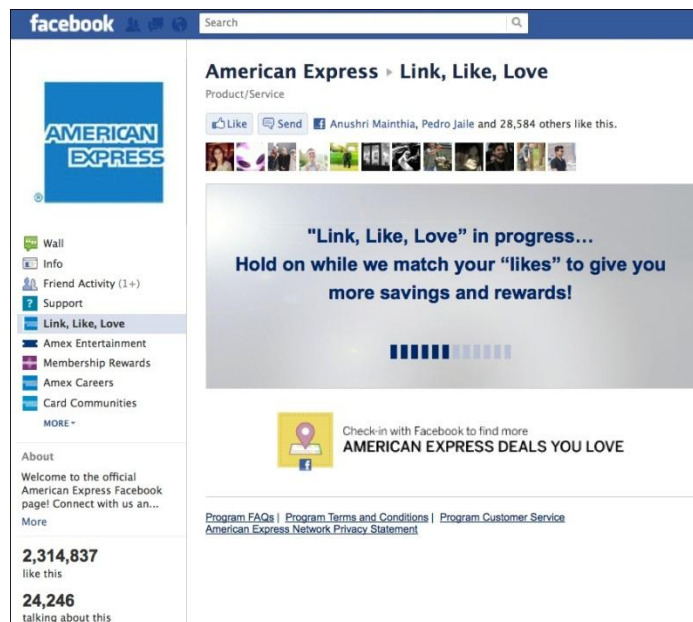 facebook
Search
AMERICAN
EXPRESS
®
American Express ▸ Link, Like, Love
Product/Service
Like
Send
Anushri Mainthia, Pedro Jaile and 28,584 others like this.
"Link, Like, Love” in progress...
Hold on while we match your “likes” to give you
more savings and rewards!
Wall
Info
Friend Activity (1+)
Support
Link, Like, Love
Amex Entertainment
Membership Rewards
Amex Careers
Card Communities
MORE
Check-in with Facebook to find more
AMERICAN EXPRESS DEALS YOU LOVE
About
Welcome to the official
American Express Facebook
page! Connect with us an...
More
Program FAQs | Program Terms and Conditions | Program Customer Service
American Express Network Privacy Statement
2,314,837
like this
24,246
talking about this